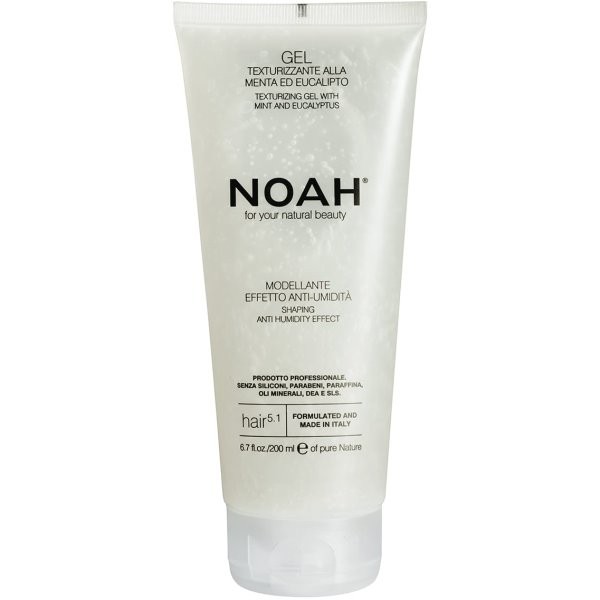 GEL
TEXTURIZZANTE ALLA
MENTA ED EUCALIPTO
TEXTURIZING GEL WITH
MINT AND EUCALYPTUS
NOAH®
for your natural beauty
MODELLANTE
EFFETTO ANTI-UMIDITÀ
SHAPING
ANTI HUMIDITY EFFECT
PRODOTTO PROFESSIONALE.
SENZA SILICONI, PARABENI, PARAFFINA,
OLI MINERALI, DEA E SLS.
hair 5.1
FORMULATED AND
MADE IN ITALY
6.7 fl.oz./200 ml ℮ of pure Nature